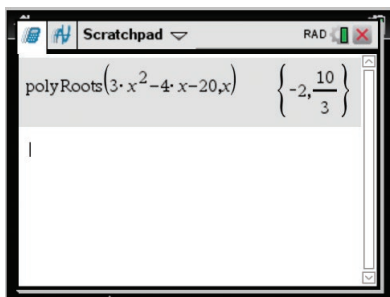 Scratchpad RAD
polyRoots(3·x²−4·x−20,x) {-2,10/3}